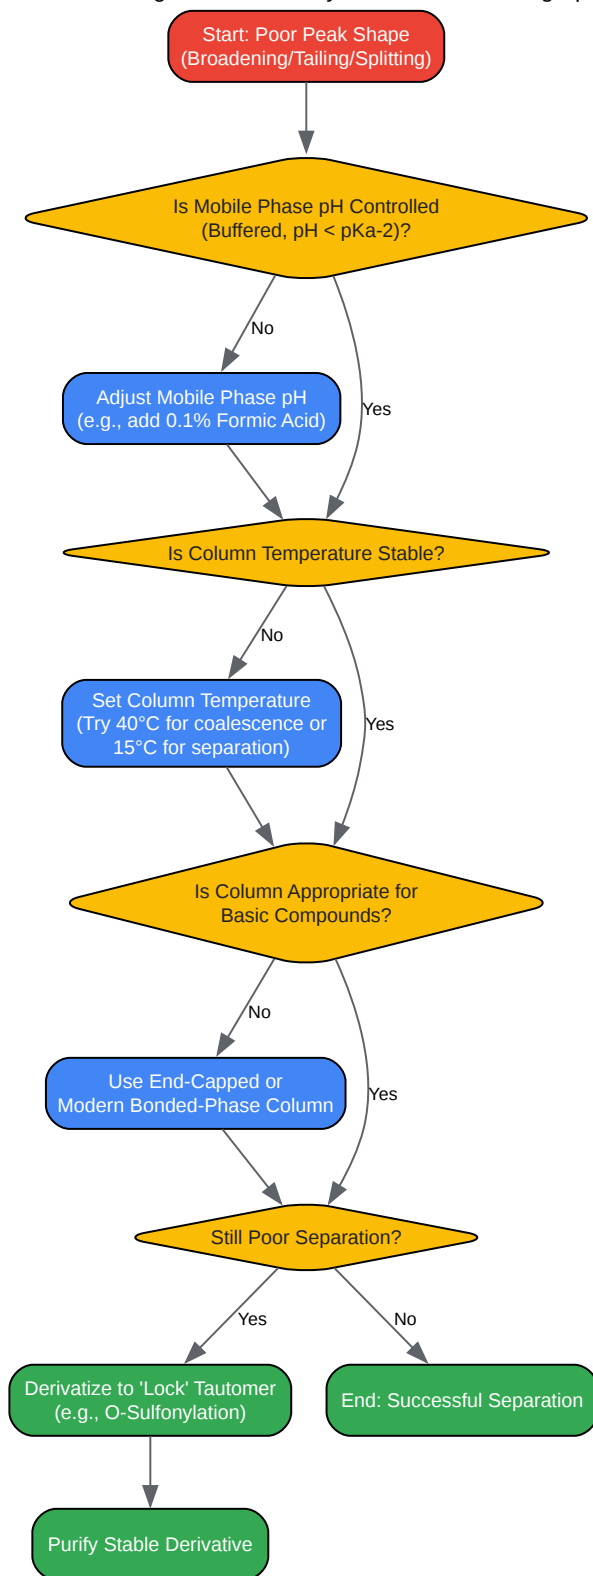 Start: Poor Peak Shape
(Broadening/Tailing/Splitting)
Is Mobile Phase pH Controlled
(Buffered, pH < pKa-2)?
No
Yes
Adjust Mobile Phase pH
(e.g., add 0.1% Formic Acid)
Is Column Temperature Stable?
No
Yes
Set Column Temperature
(Try 40°C for coalescence or
15°C for separation)
Is Column Appropriate for
Basic Compounds?
No
Yes
Use End-Capped or
Modern Bonded-Phase Column
Still Poor Separation?
Yes
No
Derivatize to 'Lock' Tautomer
(e.g., O-Sulfonylation)
End: Successful Separation
Purify Stable Derivative